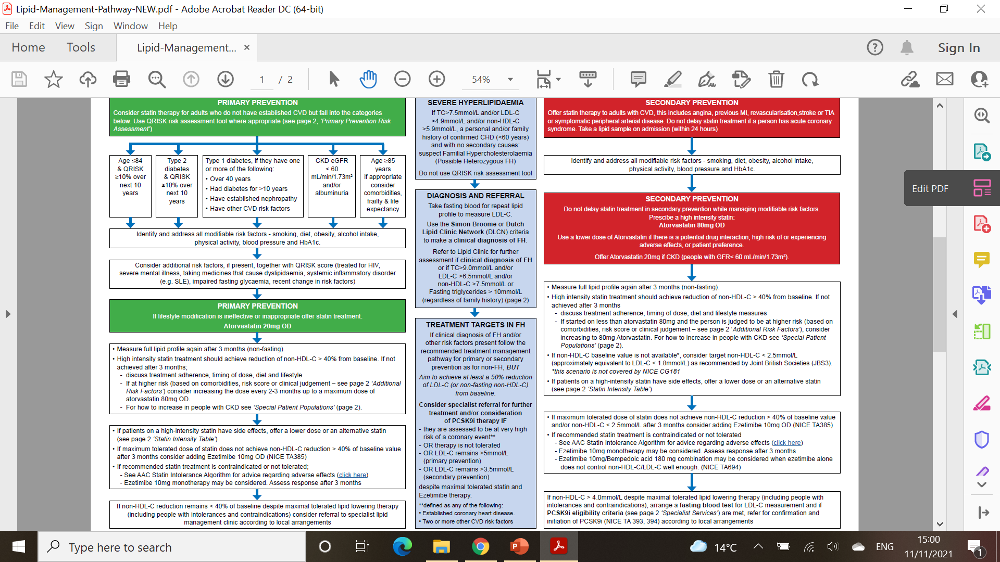 Lipid-Management-Pathway-NEW.pdf - Adobe Acrobat Reader DC (64-bit)
File Edit View Sign Window Help
Home Tools Lipid-Management... × Sign In
1 / 2 54%
PRIMARY PREVENTION
Consider statin therapy for adults who do not have established CVD but fall into the categories
below. Use QRISK risk assessment tool where appropriate (see page 2, ‘Primary Prevention Risk
Assessment’)
Age ≤84
& QRISK
≥10% over
next 10
years
Type 2
diabetes
& QRISK
≥10% over
next 10
years
Type 1 diabetes, if they have one
or more of the following:
• Over 40 years
• Had diabetes for >10 years
• Have established nephropathy
• Have other CVD risk factors
CKD eGFR
< 60
mL/min/1.73m²
and/or
albuminuria
Age ≥85
years
if appropriate
consider
comorbidities,
frailty & life
expectancy
Identify and address all modifiable risk factors - smoking, diet, obesity, alcohol intake,
physical activity, blood pressure and HbA1c.
Consider additional risk factors, if present, together with QRISK score (treated for HIV,
severe mental illness, taking medicines that cause dyslipidaemia, systemic inflammatory disorder
(e.g. SLE), impaired fasting glycaemia, recent change in risk factors)
PRIMARY PREVENTION
If lifestyle modification is ineffective or inappropriate offer statin treatment.
Atorvastatin 20mg OD
• Measure full lipid profile again after 3 months (non-fasting).
• High intensity statin treatment should achieve reduction of non-HDL-C > 40% from baseline. If not
achieved after 3 months;
- discuss treatment adherence, timing of dose, diet and lifestyle
- If at higher risk (based on comorbidities, risk score or clinical judgement – see page 2 ‘Additional
Risk Factors’) consider increasing the dose every 2-3 months up to a maximum dose of
atorvastatin 80mg OD.
- For how to increase in people with CKD see ‘Special Patient Populations’ (page 2).
• If patients on a high-intensity statin have side effects, offer a lower dose or an alternative statin
(see page 2 ‘Statin Intensity Table’)
• If maximum tolerated dose of statin does not achieve non-HDL-C reduction > 40% of baseline value
after 3 months consider adding Ezetimibe 10mg OD (NICE TA385)
• If recommended statin treatment is contraindicated or not tolerated;
- See AAC Statin Intolerance Algorithm for advice regarding adverse effects (click here)
- Ezetimibe 10mg monotherapy may be considered. Assess response after 3 months
If non-HDL-C reduction remains < 40% of baseline despite maximal tolerated lipid lowering therapy
(including people with intolerances and contraindications) consider referral to specialist lipid
management clinic according to local arrangements
SEVERE HYPERLIPIDAEMIA
If TC>7.5mmol/L and/or LDL-C
>4.9mmol/L and/or non-HDL-C
>5.9mmol/L, a personal and/or family
history of confirmed CHD (<60 years)
and with no secondary causes:
suspect Familial Hypercholesterolaemia
(Possible Heterozygous FH)
Do not use QRISK risk assessment tool
DIAGNOSIS AND REFERRAL
Take fasting blood for repeat lipid
profile to measure LDL-C.
Use the Simon Broome or Dutch
Lipid Clinic Network (DLCN) criteria
to make a clinical diagnosis of FH.
Refer to Lipid Clinic for further
assessment if clinical diagnosis of FH
or if TC>9.0mmol/L and/or
LDL-C >6.5mmol/L and/or
non-HDL-C >7.5mmol/L or
Fasting triglycerides > 10mmol/L
(regardless of family history) (page 2)
TREATMENT TARGETS IN FH
If clinical diagnosis of FH and/or
other risk factors present follow the
recommended treatment management
pathway for primary or secondary
prevention as for non-FH, BUT
Aim to achieve at least a 50% reduction
of LDL-C (or non-fasting non-HDL-C)
from baseline.
Consider specialist referral for further
treatment and/or consideration
of PCSK9i therapy IF
- they are assessed to be at very high
risk of a coronary event**
- OR therapy is not tolerated
- OR LDL-C remains >5mmol/L
(primary prevention)
- OR LDL-C remains >3.5mmol/L
(secondary prevention)
despite maximal tolerated statin and
Ezetimibe therapy.
**defined as any of the following:
• Established coronary heart disease.
• Two or more other CVD risk factors
SECONDARY PREVENTION
Offer statin therapy to adults with CVD, this includes angina, previous MI, revascularisation,stroke or TIA
or symptomatic peripheral arterial disease. Do not delay statin treatment if a person has acute coronary
syndrome. Take a lipid sample on admission (within 24 hours)
Identify and address all modifiable risk factors - smoking, diet, obesity, alcohol intake,
physical activity, blood pressure and HbA1c.
SECONDARY PREVENTION
Do not delay statin treatment in secondary prevention while managing modifiable risk factors.
Prescibe a high intensity statin:
Atorvastatin 80mg OD
Use a lower dose of Atorvastatin if there is a potential drug interaction, high risk of or experiencing
adverse effects, or patient preference.
Offer Atorvastatin 20mg if CKD (people with GFR< 60 mL/min/1.73m²).
• Measure full lipid profile again after 3 months (non-fasting).
• High intensity statin treatment should achieve reduction of non-HDL-C > 40% from baseline. If not
achieved after 3 months
- discuss treatment adherence, timing of dose, diet and lifestyle measures
- If started on less than atorvastatin 80mg and the person is judged to be at higher risk (based on
comorbidities, risk score or clinical judgement – see page 2 ‘Additional Risk Factors’), consider
increasing to 80mg Atorvastatin. For how to increase in people with CKD see ‘Special Patient
Populations’ (page 2).
• If non-HDL-C baseline value is not available*, consider target non-HDL-C < 2.5mmol/L
(approximately equivalent to LDL-C < 1.8mmol/L) as recommended by Joint British Societies (JBS3).
*this scenario is not covered by NICE CG181
• If patients on a high-intensity statin have side effects, offer a lower dose or an alternative statin
(see page 2 ‘Statin Intensity Table’)
• If maximum tolerated dose of statin does not achieve non-HDL-C reduction > 40% of baseline value
and/or non-HDL-C < 2.5mmol/L after 3 months consider adding Ezetimibe 10mg OD (NICE TA385)
• If recommended statin treatment is contraindicated or not tolerated
- See AAC Statin Intolerance Algorithm for advice regarding adverse effects (click here)
- Ezetimibe 10mg monotherapy may be considered. Assess response after 3 months
- Ezetimibe 10mg/Bempedoic acid 180 mg combination may be considered when ezetimibe alone
does not control non-HDL-C/LDL-C well enough. (NICE TA694)
If non-HDL-C > 4.0mmol/L despite maximal tolerated lipid lowering therapy (including people with
intolerances and contraindications), arrange a fasting blood test for LDL-C measurement and if
PCSK9i eligibility criteria (see page 2 ‘Specialist Services’) are met, refer for confirmation and
initiation of PCSK9i (NICE TA 393, 394) according to local arrangements
Edit PDF
Type here to search
14°C
ENG
15:00
11/11/2021
1